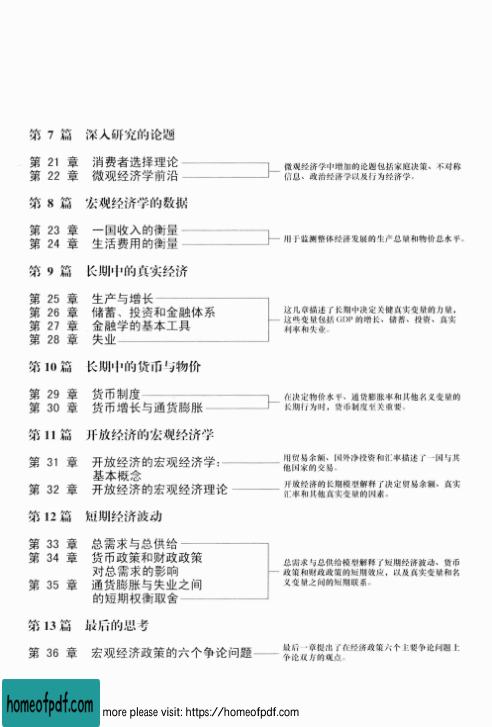 第 7 篇 深入研究的论题
第 21 章 消费者选择理论
第 22 章 微观经济学前沿
微观经济学中增加的论题包括家庭决策、不对称
信息、政治经济学以及行为经济学。
第 8 篇 宏观经济学的数据
第 23 章 一国收入的衡量
第 24 章 生活费用的衡量
用于监测整体经济发展的生产总量和物价总水平。
第 9 篇 长期中的真实经济
第 25 章 生产与增长
第 26 章 储蓄、投资和金融体系
第 27 章 金融学的基本工具
第 28 章 失业
这几章描述了长期中决定关键真实变量的力量，
这些变量包括 GDP 的增长、储蓄、投资、真实
利率和失业。
第 10 篇 长期中的货币与物价
第 29 章 货币制度
第 30 章 货币增长与通货膨胀
在决定物价水平、通货膨胀率和其他名义变量的
长期行为时，货币制度至关重要。
第 11 篇 开放经济的宏观经济学
第 31 章 开放经济的宏观经济学：
基本概念
用贸易余额、国外净投资和汇率描述了一国与其
他国家的交易。
第 32 章 开放经济的宏观经济理论
开放经济的长期模型解释了决定贸易余额、真实
汇率和其他真实变量的因素。
第 12 篇 短期经济波动
第 33 章 总需求与总供给
第 34 章 货币政策和财政政策
对总需求的影响
第 35 章 通货膨胀与失业之间
的短期权衡取舍
总需求与总供给模型解释了短期经济波动、货币
政策和财政政策的短期效应，以及真实变量和名
义变量之间的短期联系。
第 13 篇 最后的思考
第 36 章 宏观经济政策的六个争论问题
最后一章提出了在经济政策六个主要争论问题上
争论双方的观点。
homeofpdf.com
more please visit: https://homeofpdf.com